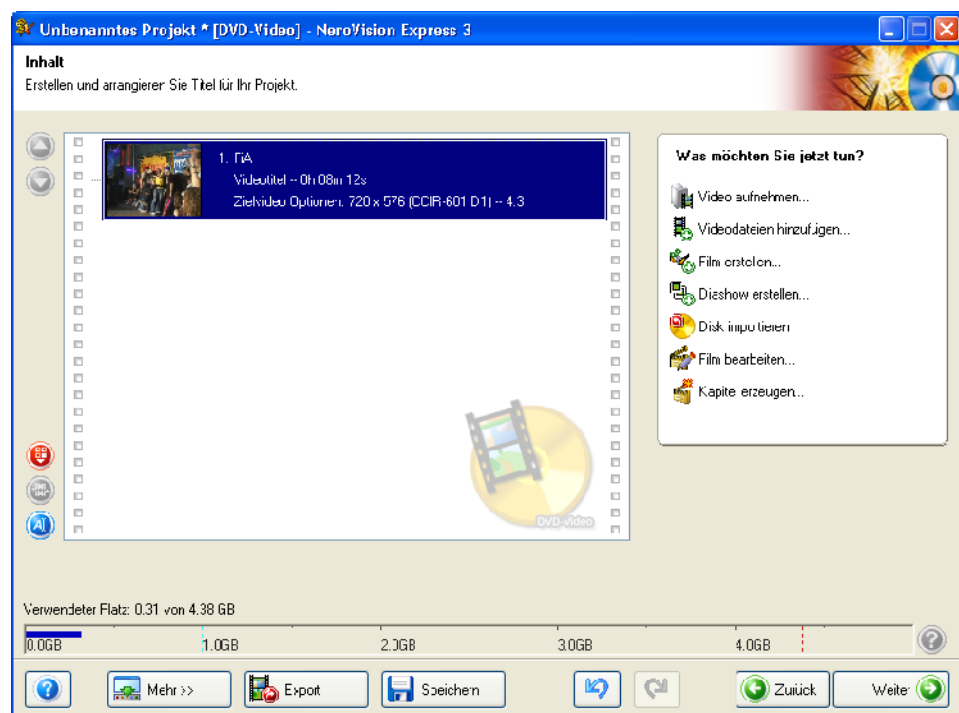 Unbenanntes Projekt * [DVD-Video] - NeroVision Express 3
Inhalt
Erstellen und arrangieren Sie Titel für Ihr Projekt.
1.
Videotitel -- 0h 08m 12s
Zielvideo Optionen: 720 x 576 (CCIR-601 D1) -- 4:3
DVD-Video
Was möchten Sie jetzt tun?
Video aufnehmen...
Videodateien hinzufügen...
Film erstellen...
Diashow erstellen...
Disk importieren
Film bearbeiten...
Kapitel erzeugen...
Verwendeter Platz: 0.31 von 4.38 GB
0.0GB 1.0GB 2.0GB 3.0GB 4.0GB
Mehr >> Export Speichern Zurück Weiter